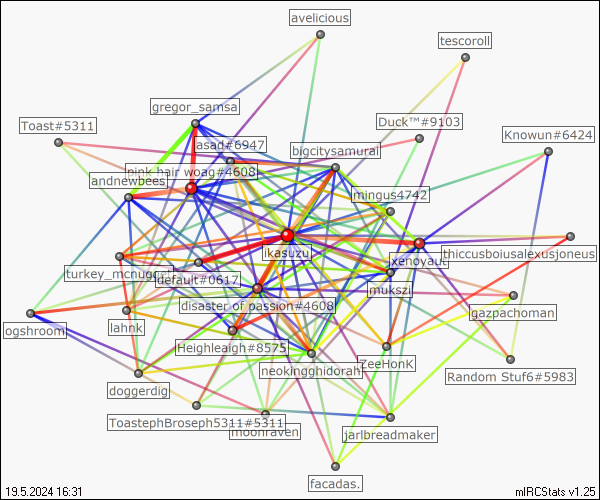 avelicious
tescoroll
gregor_samsa
Toast#5311
Duck™#9103
Knowun#6424
asad#6947
bigcitysamurai
pink hair woag#4608
andnewbees
mingus4742
ikasuzu
xenoyaut
thiccusboiusalexusjoneus
turkey_mcnugget
default#0617
mukszi
disaster of passion#4608
gazpachoman
ogshroom
lahnk
Heighleaigh#8575
ZeeHonK
neokingghidorah
Random Stuf6#5983
doggerdig
ToastephBroseph5311#5311
moonraven
jarlbreadmaker
facadas.
19.5.2024 16:31
mIRCStats v1.25